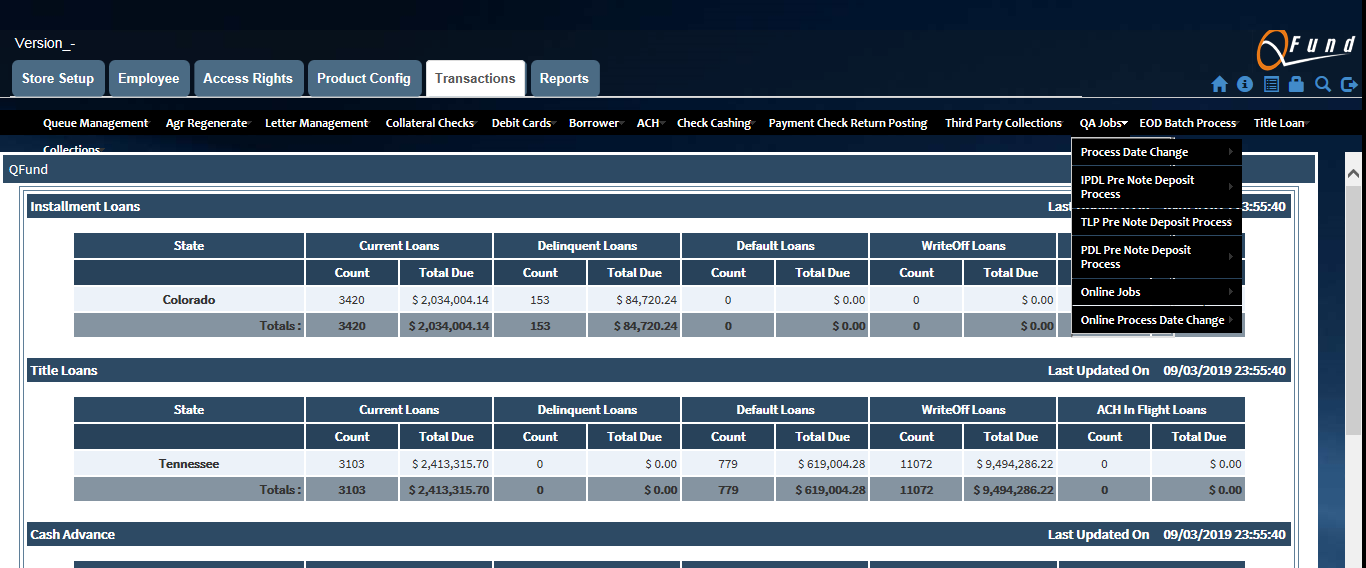 Version_-
QFund
Store Setup Employee Access Rights Product Config Transactions Reports
Queue Management Agr Regenerate Letter Management Collateral Checks Debit Cards Borrower ACH Check Cashing Payment Check Return Posting Third Party Collections QA Jobs EOD Batch Process Title Loan
Collections
Process Date Change
IPDL Pre Note Deposit
Process
TLP Pre Note Deposit Process
PDL Pre Note Deposit
Process
Online Jobs
Online Process Date Change
QFund
Installment Loans Last 3:55:40
State Current Loans Delinquent Loans Default Loans WriteOff Loans
Count Total Due Count Total Due Count Total Due Count Total Due
Colorado 3420 $ 2,034,004.14 153 $ 84,720.24 0 $ 0.00 0 $ 0.00
Totals : 3420 $ 2,034,004.14 153 $ 84,720.24 0 $ 0.00 0 $ 0.00
Title Loans Last Updated On 09/03/2019 23:55:40
State Current Loans Delinquent Loans Default Loans WriteOff Loans ACH In Flight Loans
Count Total Due Count Total Due Count Total Due Count Total Due Count Total Due
Tennessee 3103 $ 2,413,315.70 0 $ 0.00 779 $ 619,004.28 11072 $ 9,494,286.22 0 $ 0.00
Totals : 3103 $ 2,413,315.70 0 $ 0.00 779 $ 619,004.28 11072 $ 9,494,286.22 0 $ 0.00
Cash Advance Last Updated On 09/03/2019 23:55:40